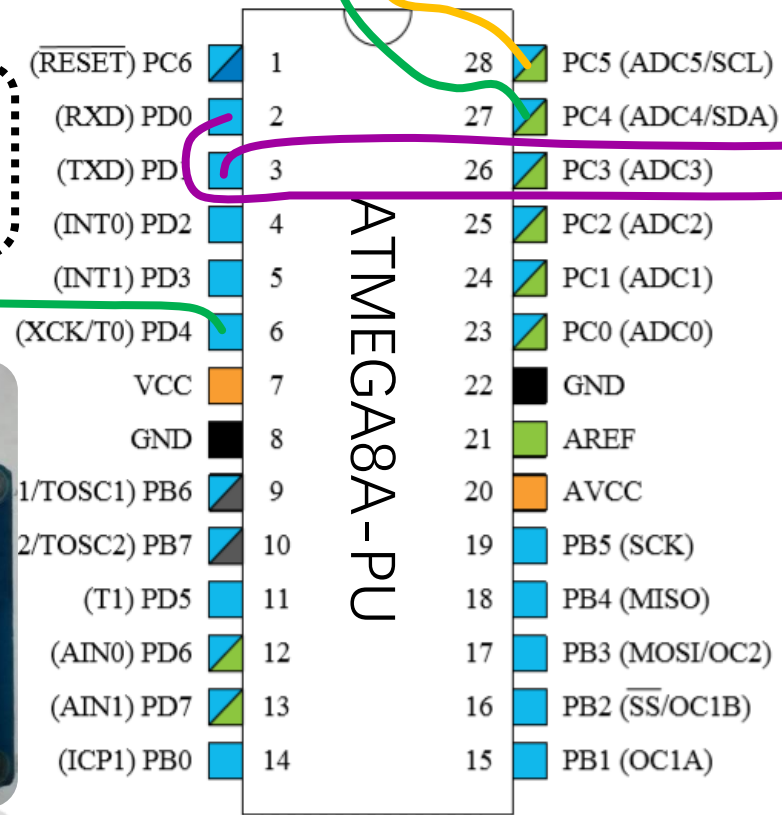 (RESET) PC6 1 28 PC5 (ADC5/SCL)
(RXD) PD0 2 27 PC4 (ADC4/SDA)
(TXD) PD 3 26 PC3 (ADC3)
(INT0) PD2 4 25 PC2 (ADC2)
(INT1) PD3 5 24 PC1 (ADC1)
(XCK/T0) PD4 6 23 PC0 (ADC0)
VCC 7 22 GND
GND 8 21 AREF
1/TOSC1) PB6 9 20 AVCC
2/TOSC2) PB7 10 19 PB5 (SCK)
(T1) PD5 11 18 PB4 (MISO)
(AIN0) PD6 12 17 PB3 (MOSI/OC2)
(AIN1) PD7 13 16 PB2 (SS/OC1B)
(ICP1) PB0 14 15 PB1 (OC1A)
ATMEGA8A-PU